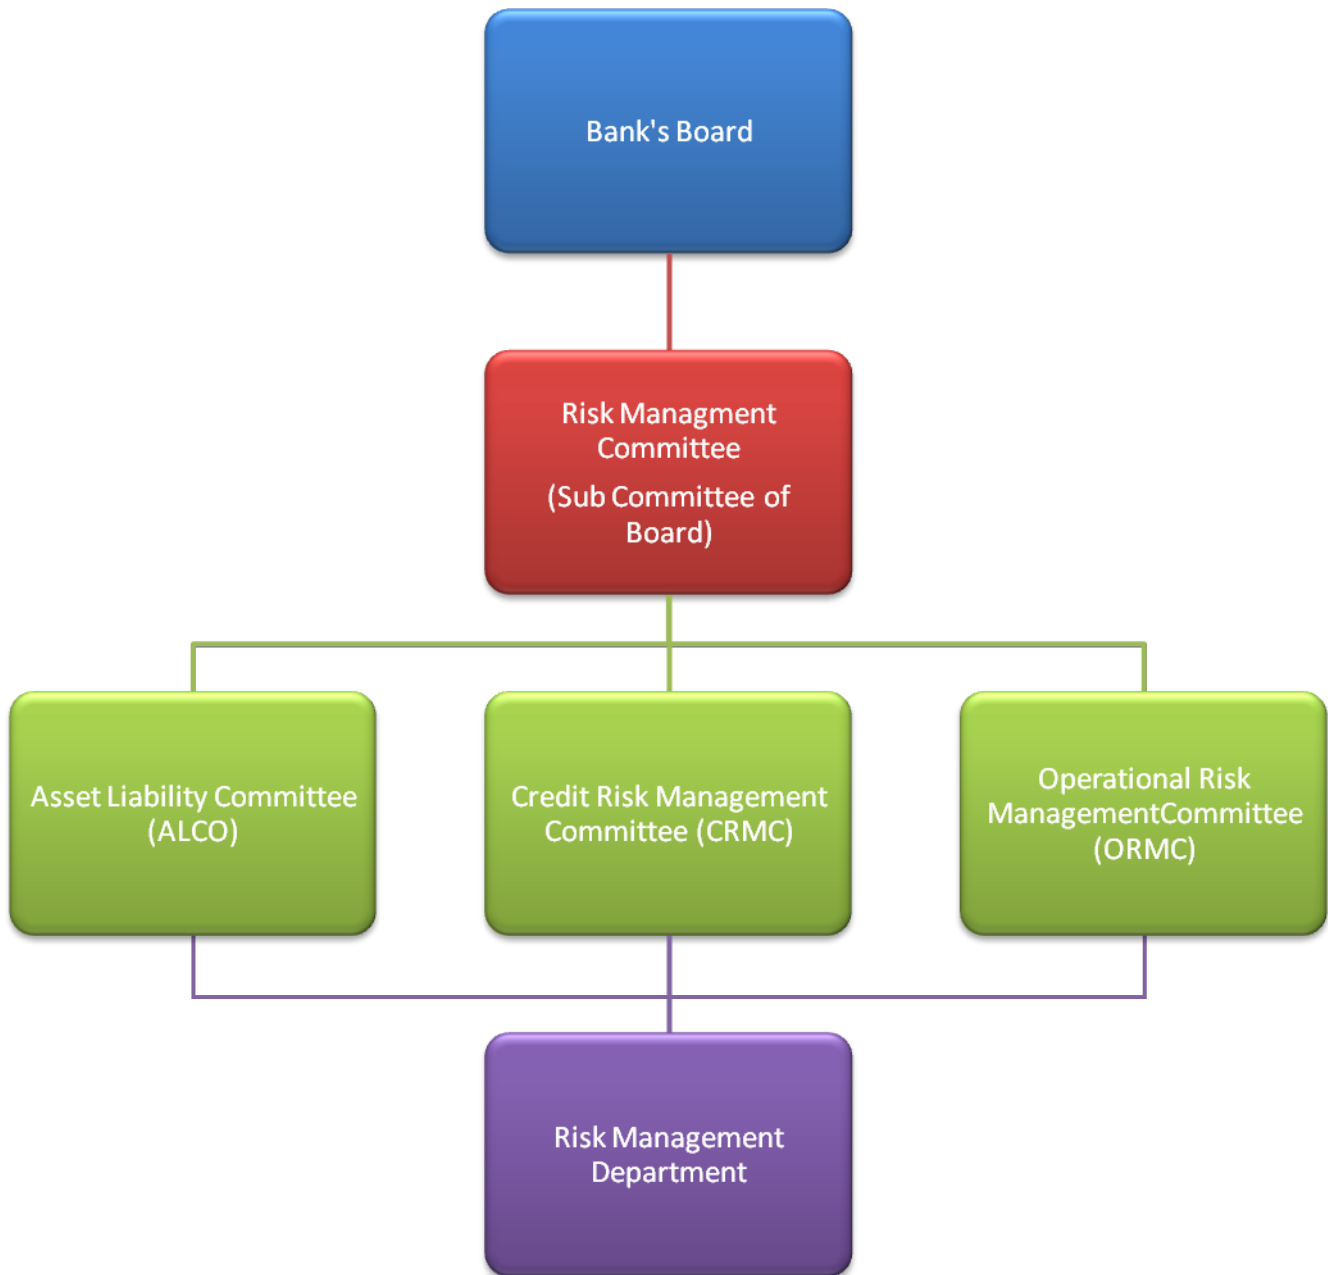 Bank's Board
Risk Managment
Committee
(Sub Committee of
Board)
Asset Liability Committee
(ALCO)
Credit Risk Management
Committee (CRMC)
Operational Risk
ManagementCommittee
(ORMC)
Risk Management
Department